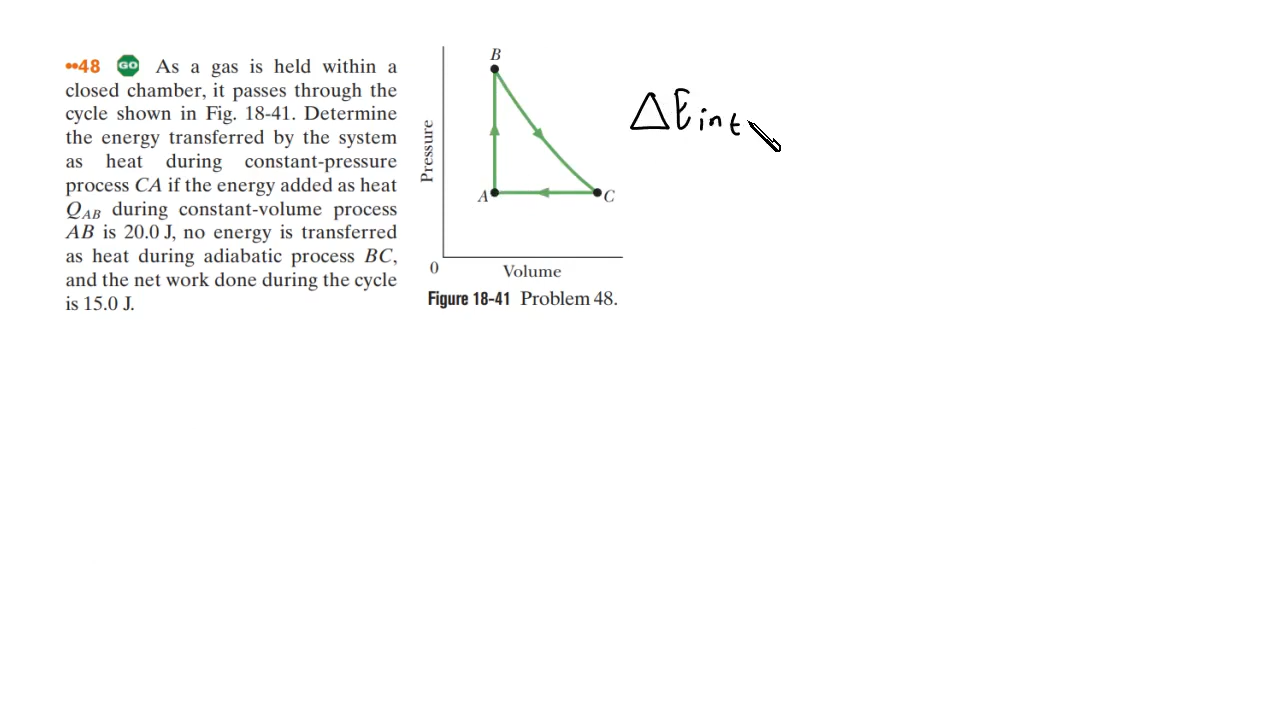 ••48 GO As a gas is held within a
closed chamber, it passes through the
cycle shown in Fig. 18-41. Determine
the energy transferred by the system
as heat during constant-pressure
process CA if the energy added as heat
Q_AB during constant-volume process
AB is 20.0 J, no energy is transferred
as heat during adiabatic process BC,
and the net work done during the cycle
is 15.0 J.
B
Pressure
A
C
0
Volume
Figure 18-41 Problem 48.
ΔEint